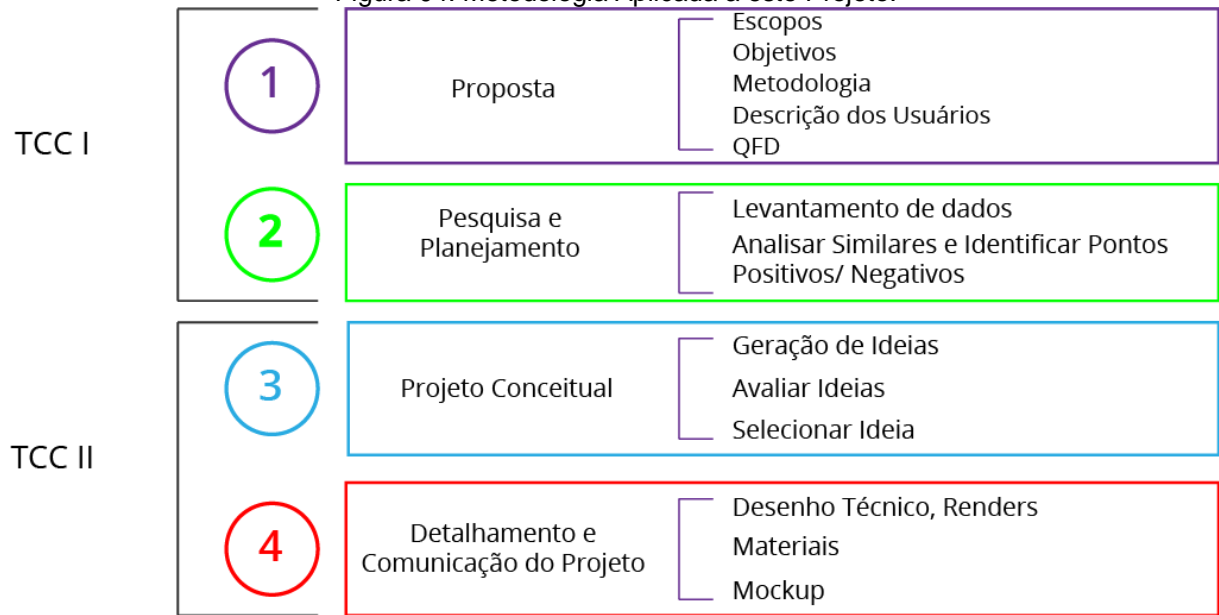 TCC I
1
Proposta
Escopos
Objetivos
Metodologia
Descrição dos Usuários
QFD
2
Pesquisa e
Planejamento
Levantamento de dados
Analisar Similares e Identificar Pontos
Positivos/ Negativos
TCC II
3
Projeto Conceitual
Geração de Ideias
Avaliar Ideias
Selecionar Ideia
4
Detalhamento e
Comunicação do Projeto
Desenho Técnico, Renders
Materiais
Mockup